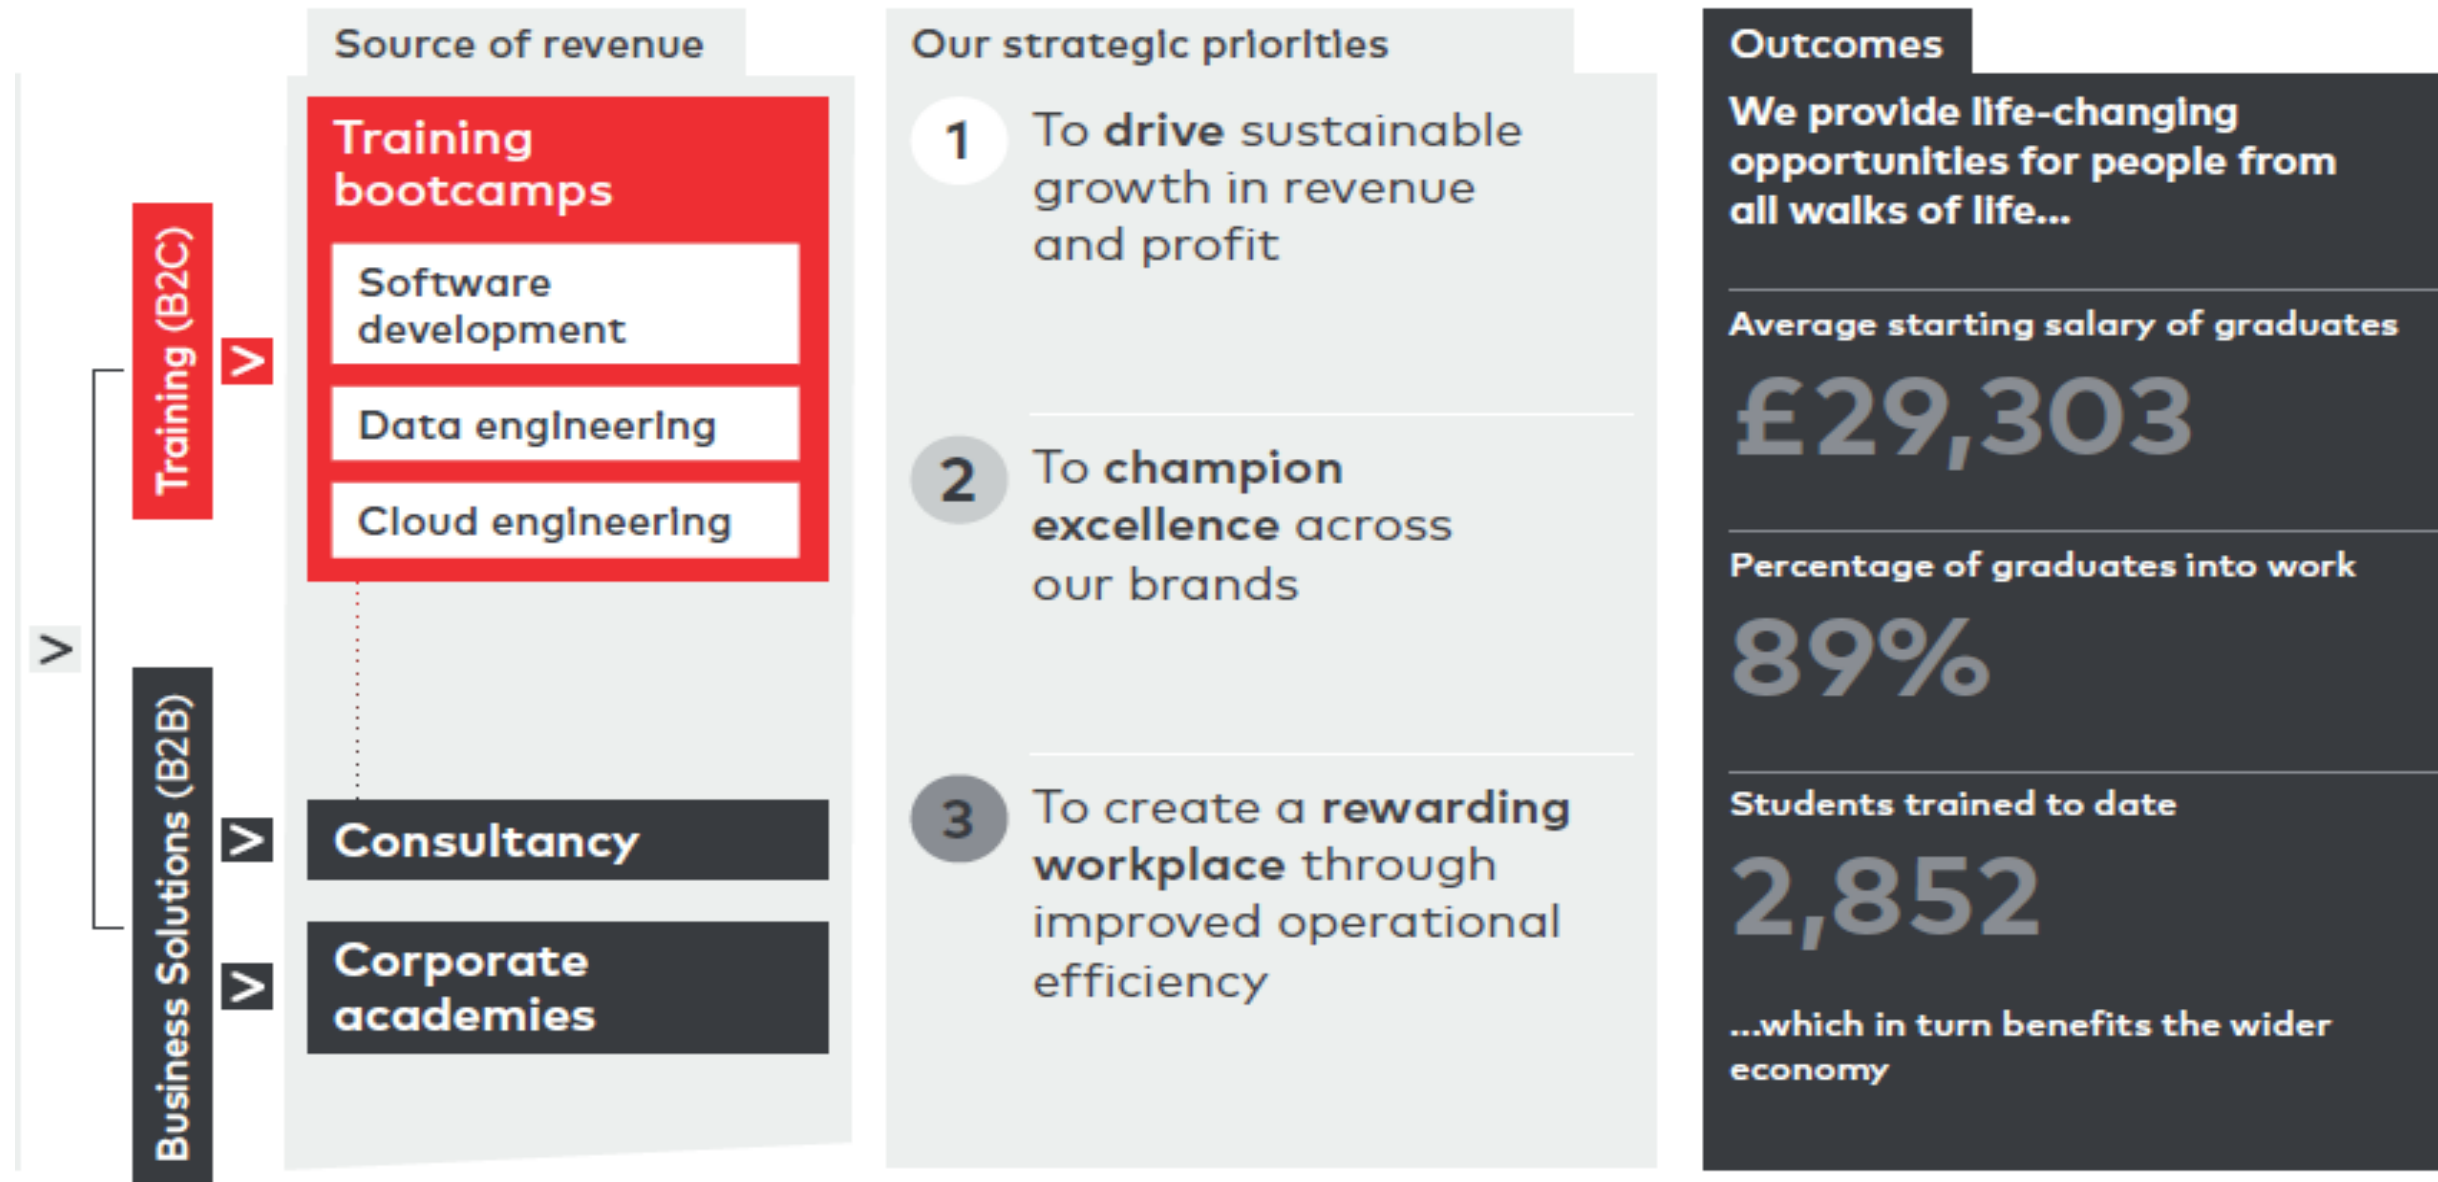 Training (B2C)
>
>
Business Solutions (B2B)
>
>
Source of revenue
Training
bootcamps
Software
development
Data engineering
Cloud engineering
Consultancy
Corporate
academies
Our strategic priorities
1
To drive sustainable
growth in revenue
and profit
2
To champion
excellence across
our brands
3
To create a rewarding
workplace through
improved operational
efficiency
Outcomes
We provide life-changing
opportunities for people from
all walks of life...
Average starting salary of graduates
£29,303
Percentage of graduates into work
89%
Students trained to date
2,852
...which in turn benefits the wider
economy